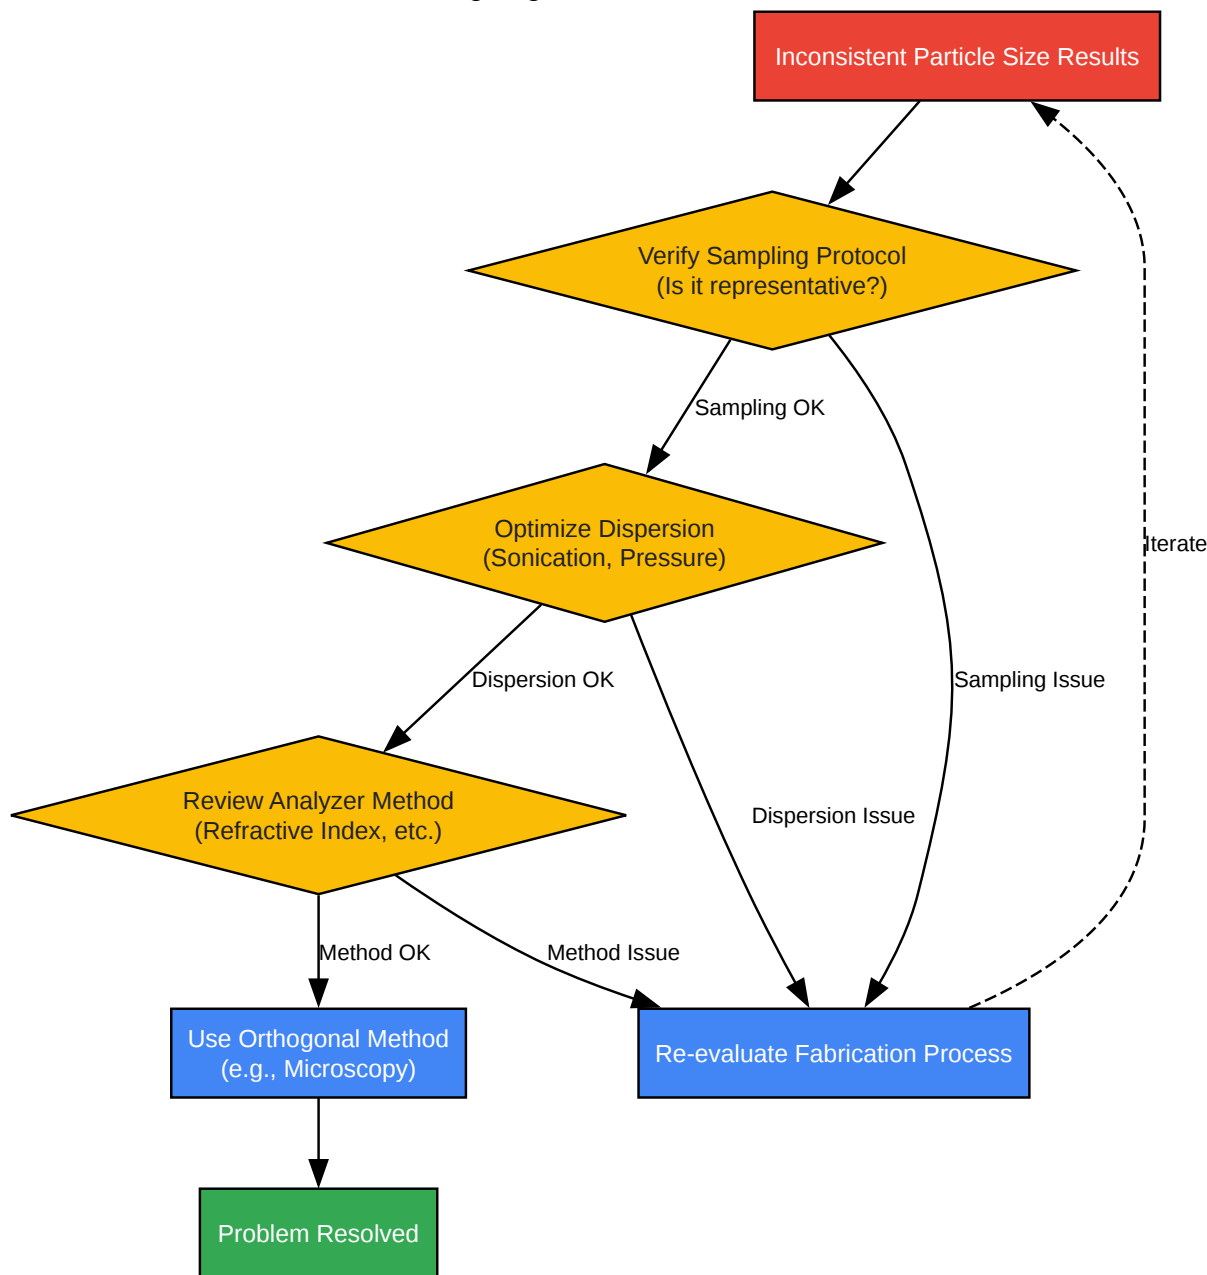 Inconsistent Particle Size Results
Verify Sampling Protocol
(Is it representative?)
Sampling OK
Optimize Dispersion
(Sonication, Pressure)
Iterate
Dispersion OK
Sampling Issue
Review Analyzer Method
(Refractive Index, etc.)
Dispersion Issue
Method OK
Method Issue
Use Orthogonal Method
(e.g., Microscopy)
Re-evaluate Fabrication Process
Problem Resolved